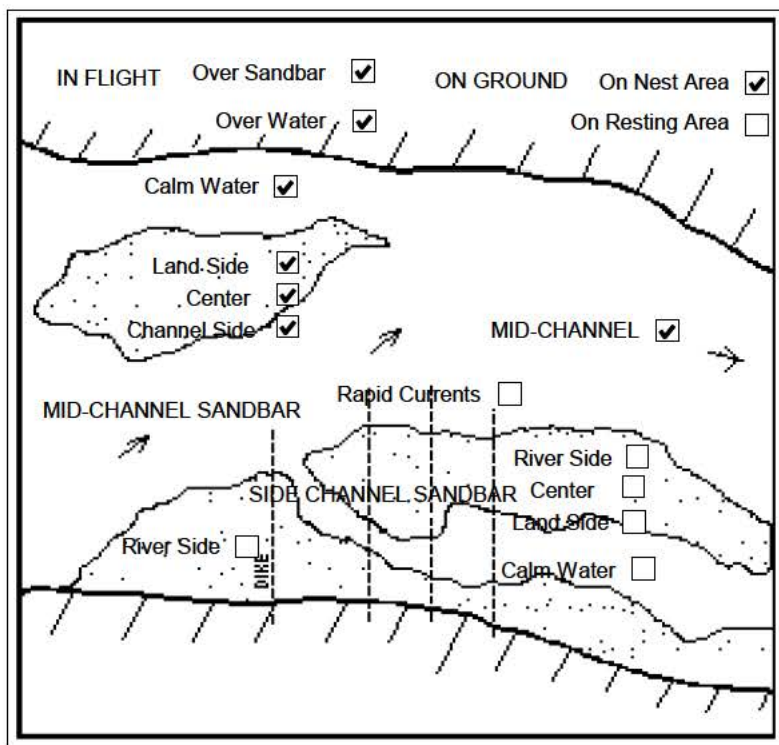 IN FLIGHT Over Sandbar ON GROUND On Nest Area
Over Water On Resting Area
Calm Water
Land Side
Center
Channel Side
MID-CHANNEL
Rapid Currents
MID-CHANNEL SANDBAR
River Side
SIDE CHANNEL SANDBAR Center
Land Side
River Side
DIKE
Calm Water